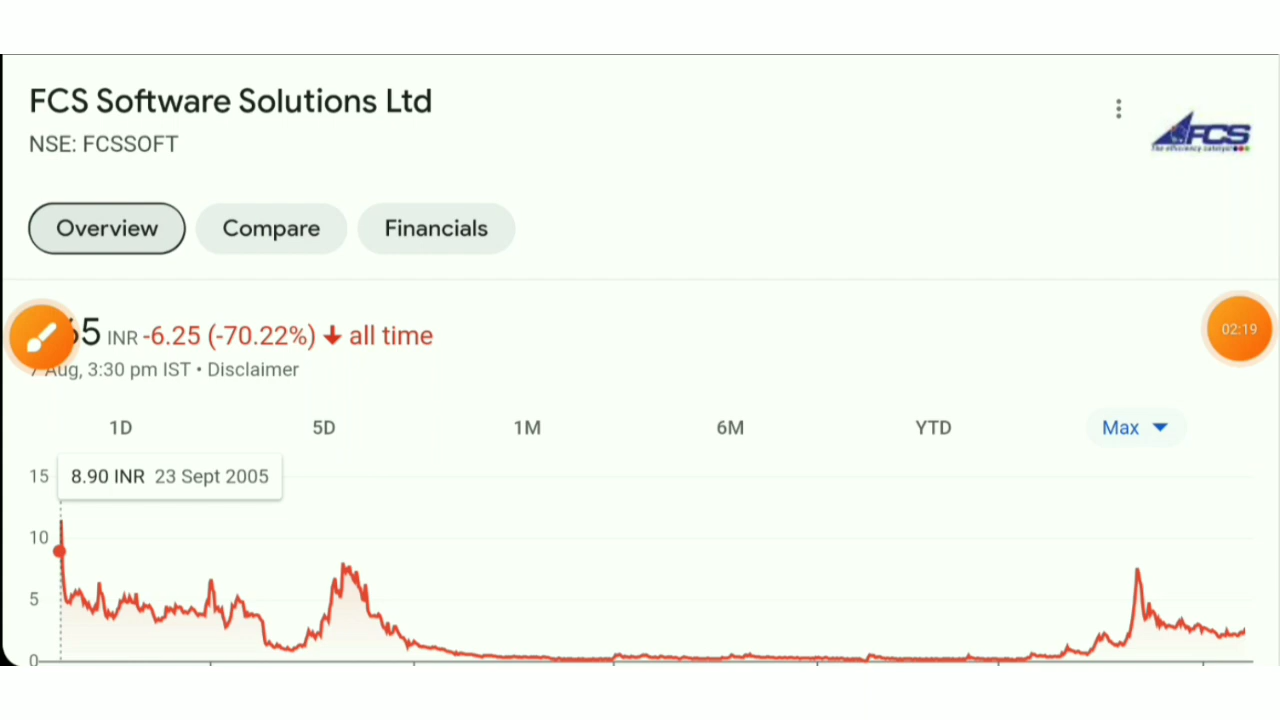 FCS Software Solutions Ltd
NSE: FCSSOFT
FCS
Overview Compare Financials
5 INR -6.25 (-70.22%) all time
Aug, 3:30 pm IST • Disclaimer
02:19
1D 5D 1M 6M YTD Max
15
8.90 INR 23 Sept 2005
10
5
0